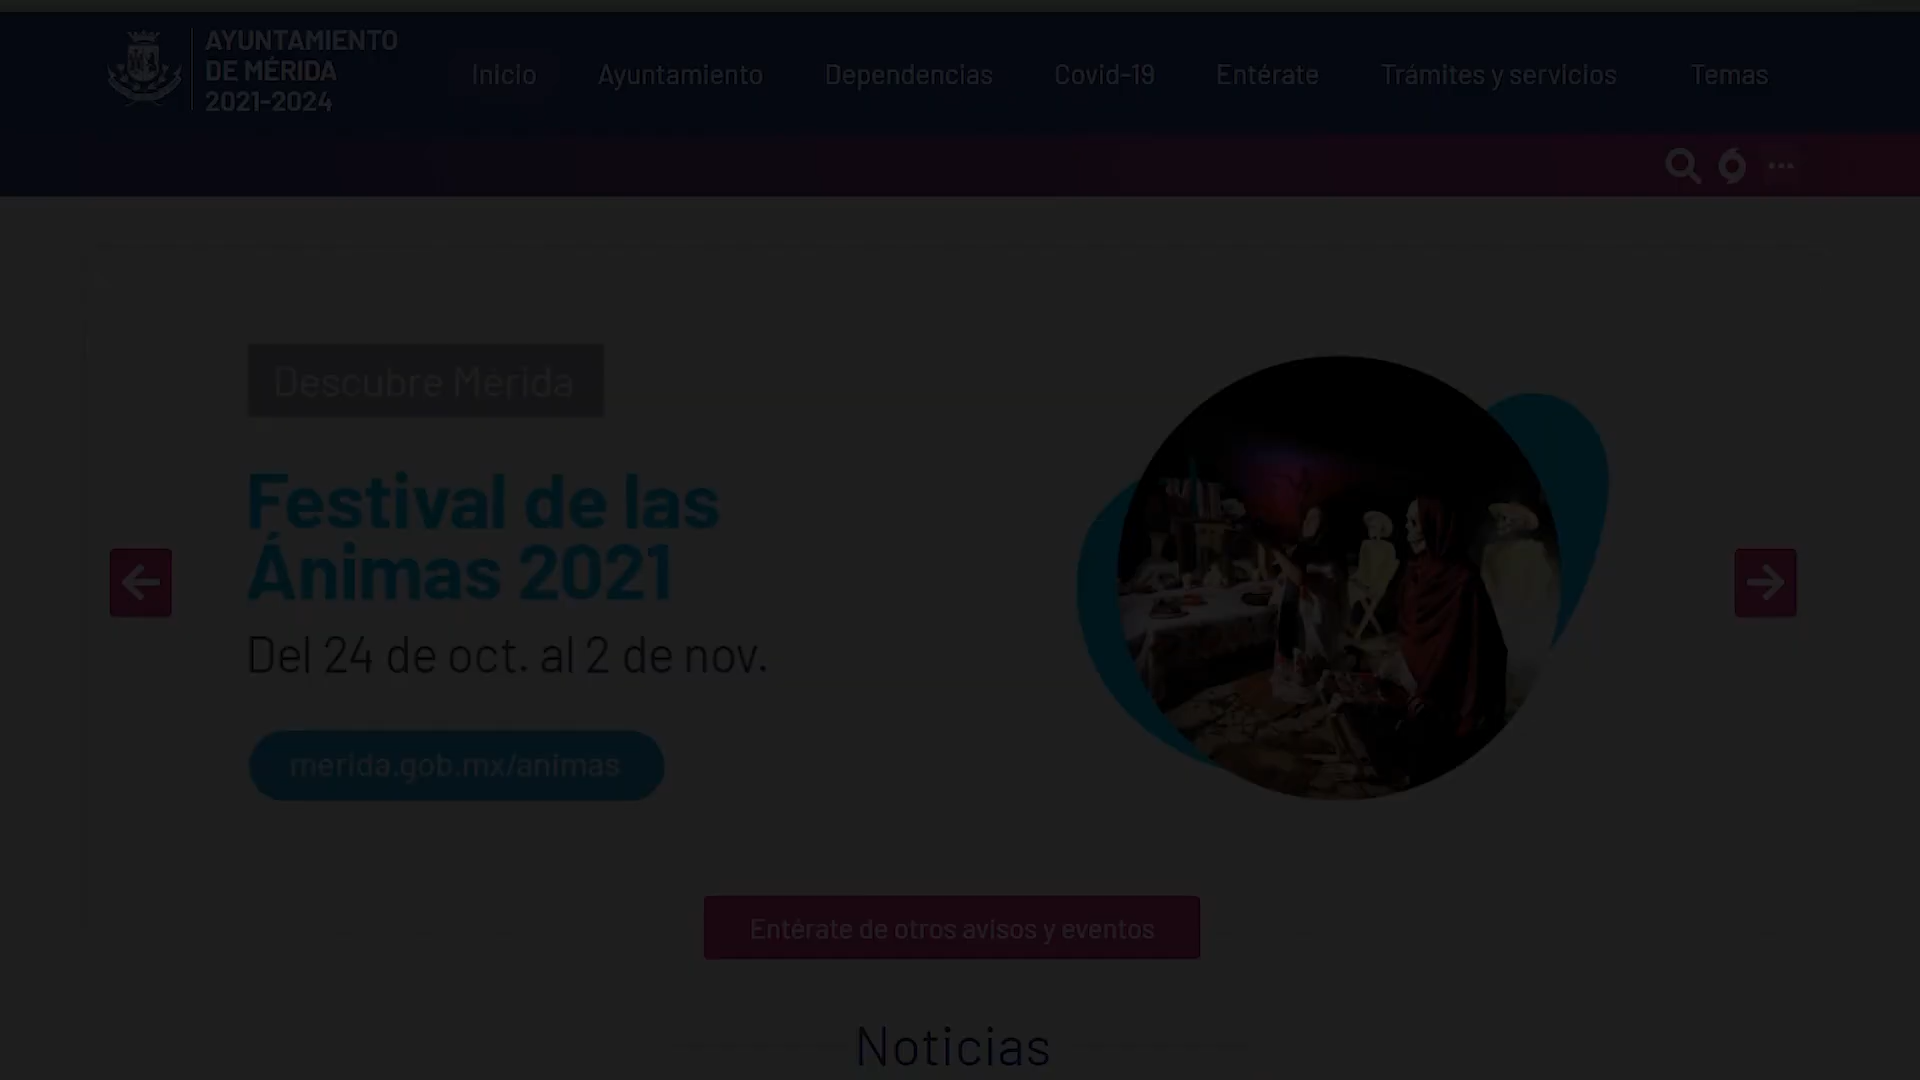 AYUNTAMIENTO
DE MÉRIDA
2021-2024
Inicio
Ayuntamiento
Dependencias
Covid-19
Entérate
Trámites y servicios
Temas
Descubre Mérida
Festival de las
Ánimas 2021
Del 24 de oct. al 2 de nov.
merida.gob.mx/animas
Entérate de otros avisos y eventos
Noticias